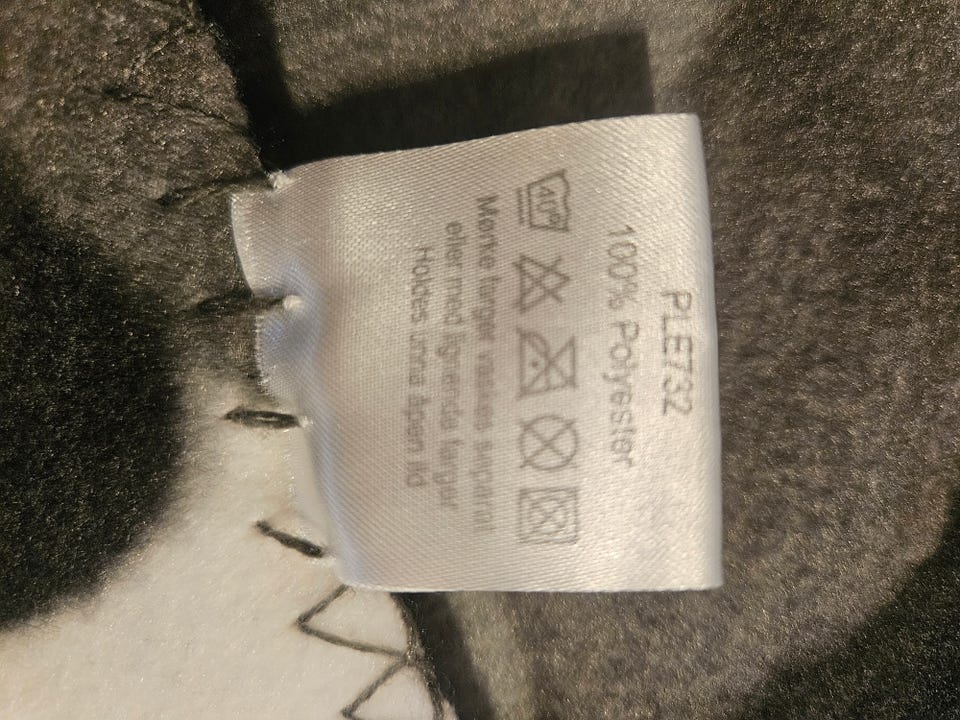 PLE732
100% Polyester
40°
Mørke farger vaskes separat
eller med lignende farger
Holdes unna åpen ild